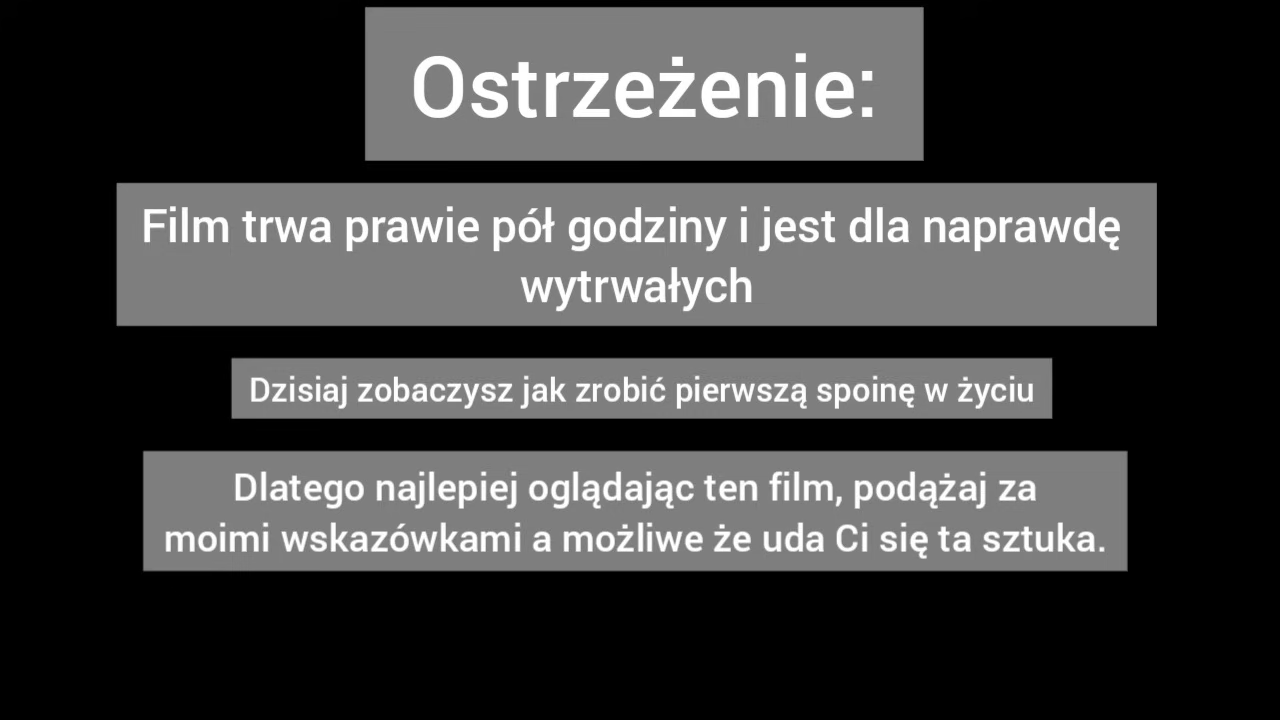 Ostrzeżenie:
Film trwa prawie pół godziny i jest dla naprawdę
wytrwałych
Dzisiaj zobaczysz jak zrobić pierwszą spoinę w życiu
Dlatego najlepiej oglądając ten film, podążaj za
moimi wskazówkami a możliwe że uda Ci się ta sztuka.